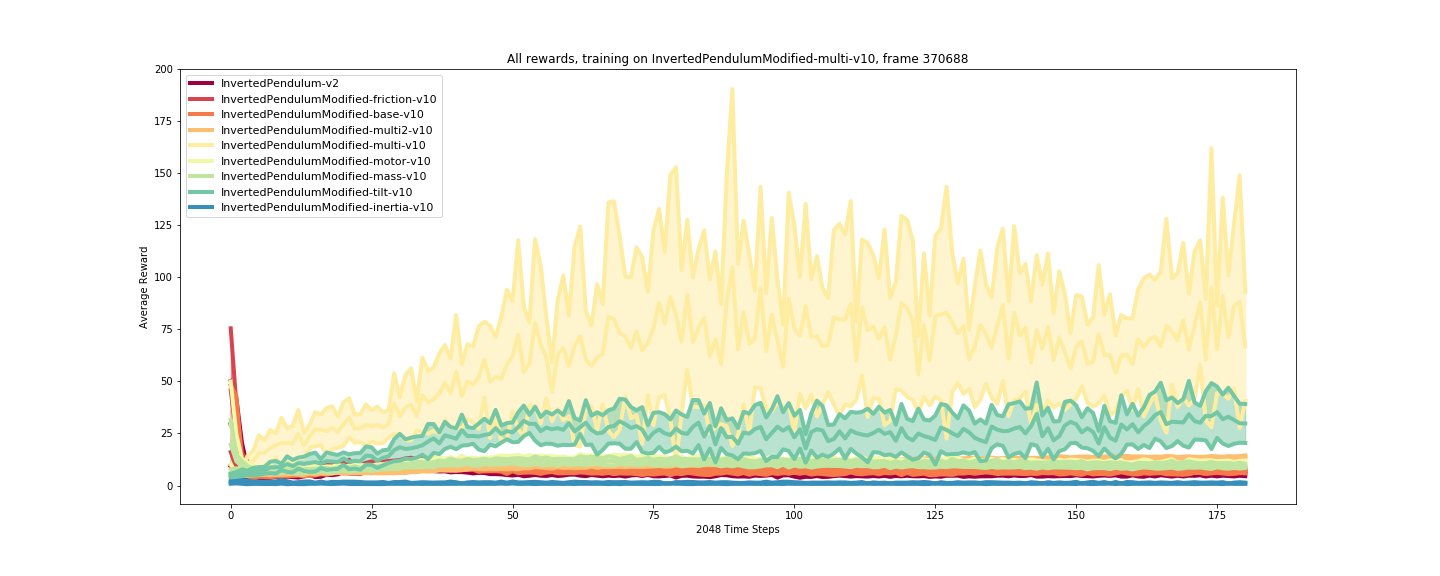 All rewards, training on InvertedPendulumModified-multi-v10, frame 370688
InvertedPendulum-v2
InvertedPendulumModified-friction-v10
InvertedPendulumModified-base-v10
InvertedPendulumModified-multi2-v10
InvertedPendulumModified-multi-v10
InvertedPendulumModified-motor-v10
InvertedPendulumModified-mass-v10
InvertedPendulumModified-tilt-v10
InvertedPendulumModified-inertia-v10
Average Reward
200
175
150
125
100
75
50
25
0
0 25 50 75 100 125 150 175
2048 Time Steps